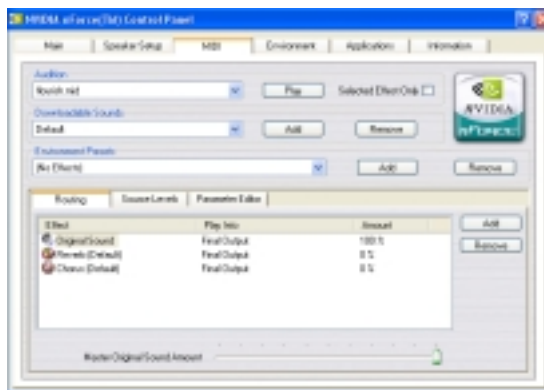 NVIDIA nForce(TM) Control Panel
Main Speaker Setup MIDI Environment Applications Information
Audition
Play Selected Effect Only
Downloadable Sounds
Default Add Remove
Environment Presets
(No Effects) Add Remove
NVIDIA
nFORCE
Routing Source Levels Parameter Editor
Effect Play Into Amount
Original Sound Final Output 100 %
Reverb (Default) Final Output 0 %
Chorus (Default) Final Output 0 %
Add
Remove
Master Original Sound Amount